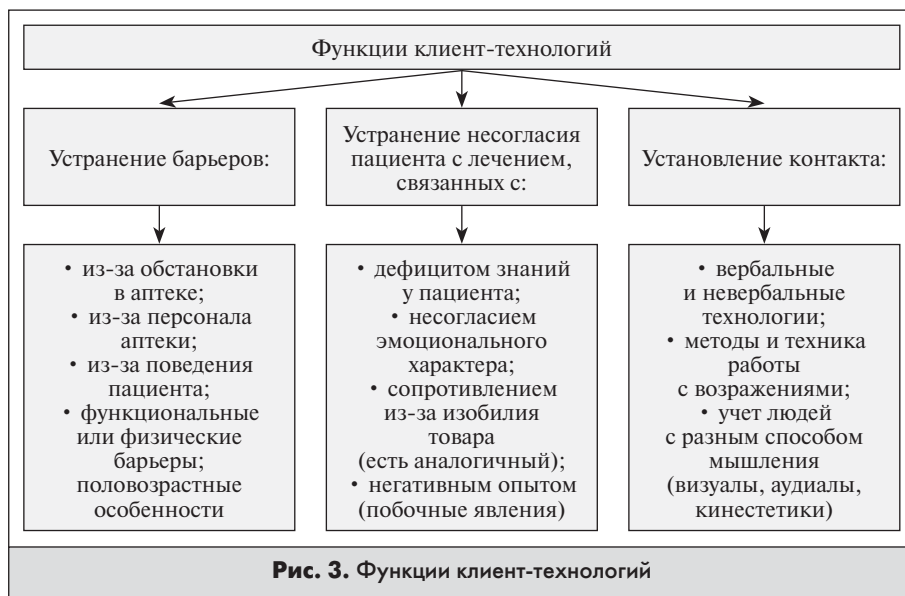 Функции клиент-технологий
Устранение барьеров:
Устранение несогласия
пациента с лечением,
связанных с:
Установление контакта:
• из-за обстановки
в аптеке;
• из-за персонала
аптеки;
• из-за поведения
пациента;
• функциональные
или физические
барьеры;
половозрастные
особенности
• дефицитом знаний
у пациента;
• несогласием
эмоционального
характера;
• сопротивлением
из-за изобилия
товара
(есть аналогичный);
• негативным опытом
(побочные явления)
• вербальные
и невербальные
технологии;
• методы и техника
работы
с возражениями;
• учет людей
с разным способом
мышления
(визуалы, аудиалы,
кинестетики)
Рис. 3. Функции клиент-технологий